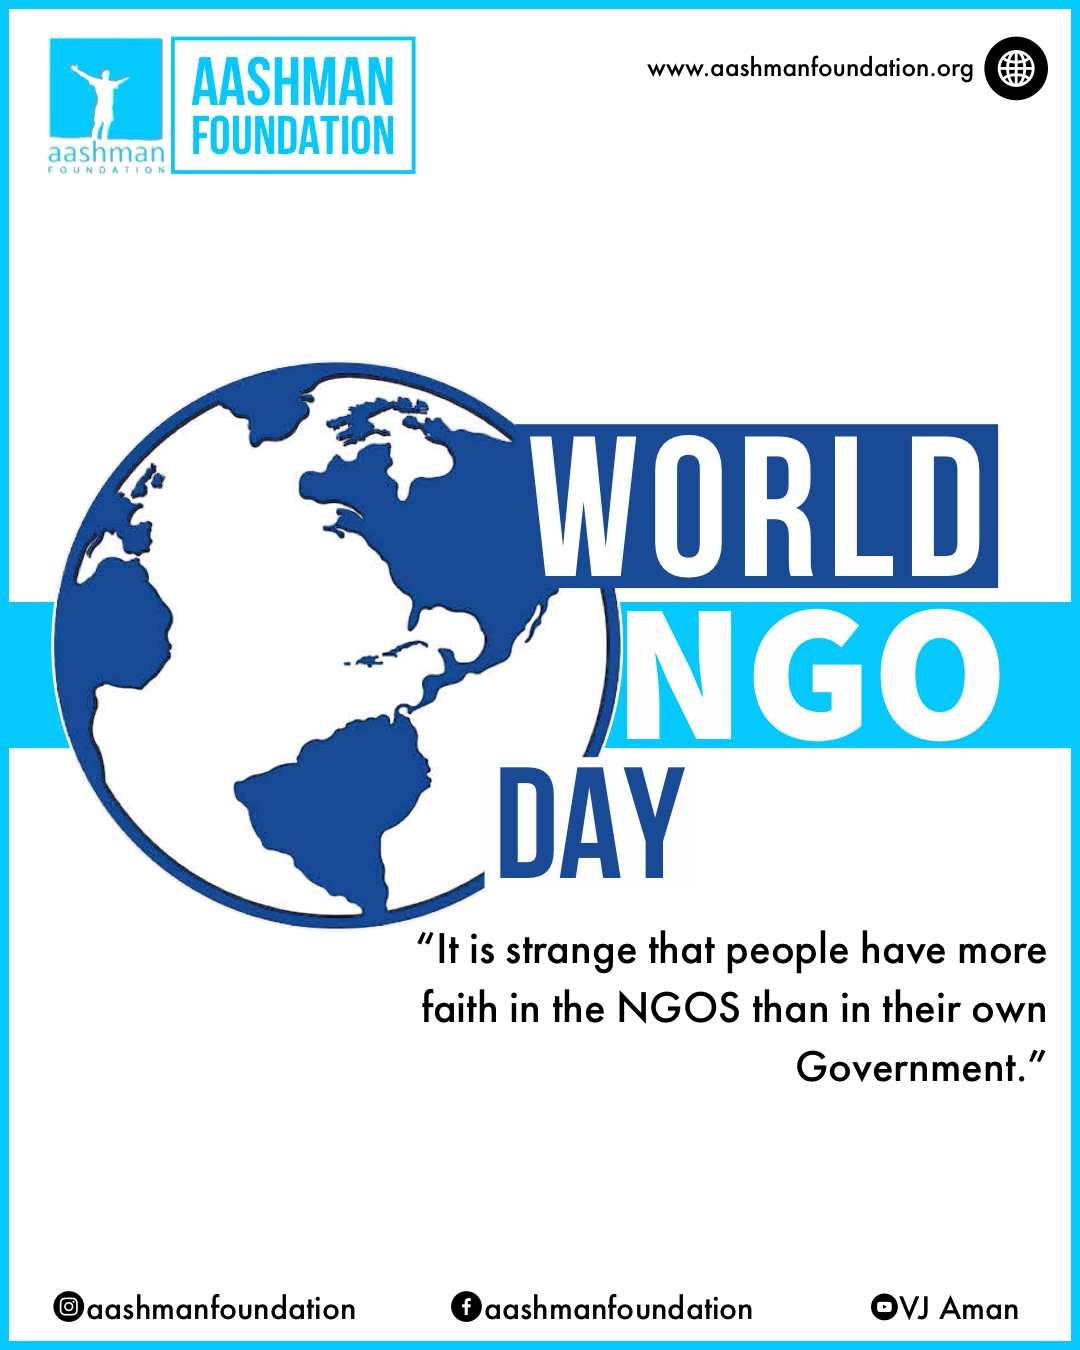 aashman
FOUNDATION
AASHMAN
FOUNDATION
www.aashmanfoundation.org
WORLD
NGO
DAY
“It is strange that people have more
faith in the NGOS than in their own
Government.”
aashmanfoundation
aashmanfoundation
VJ Aman